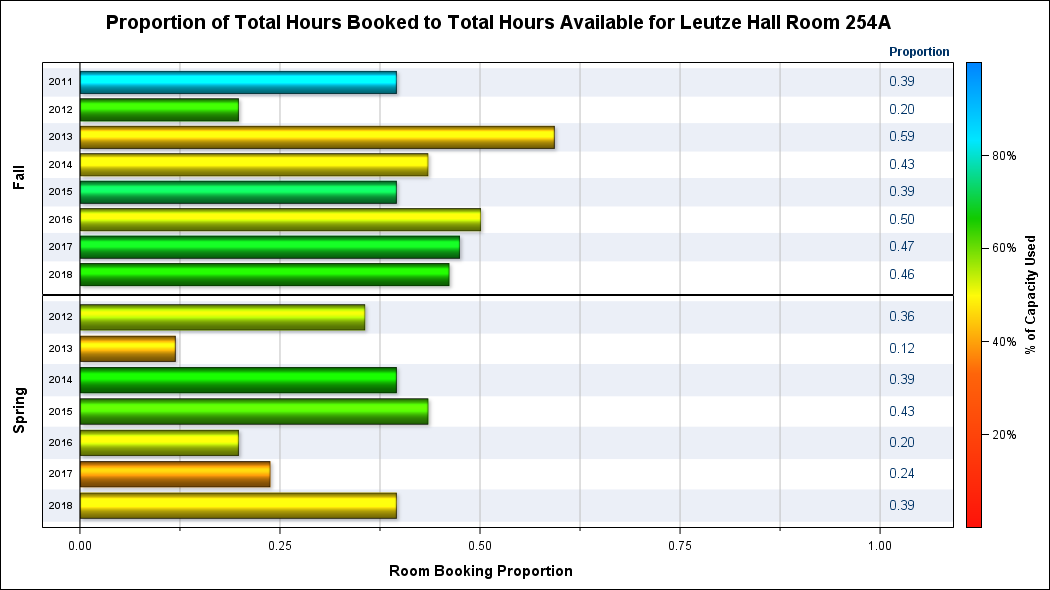 Proportion of Total Hours Booked to Total Hours Available for Leutze Hall Room 254A
Proportion
Fall
2011 0.39
2012 0.20
2013 0.59
2014 0.43
2015 0.39
2016 0.50
2017 0.47
2018 0.46
Spring
2012 0.36
2013 0.12
2014 0.39
2015 0.43
2016 0.20
2017 0.24
2018 0.39
0.00 0.25 0.50 0.75 1.00
Room Booking Proportion
80%
60%
40%
20%
% of Capacity Used